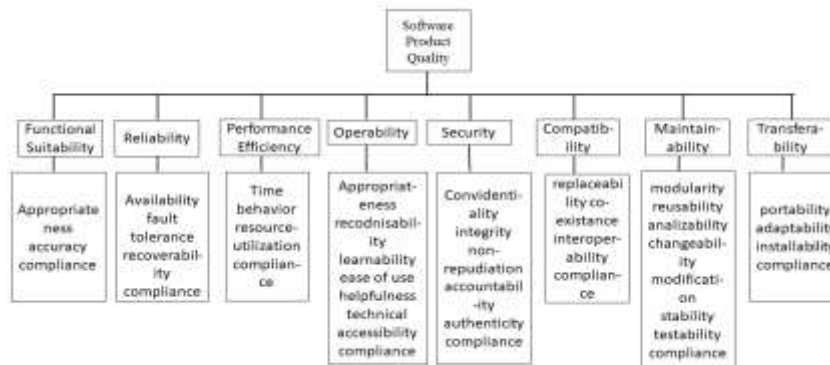 Software
Product
Quality
Functional
Suitability
Reliability
Performance
Efficiency
Operability
Security
Compatib-
ility
Maintain-
ability
Transfera-
bility
Appropriate
ness
accuracy
compliance
Availability
fault
tolerance
recoverabil-
ity
compliance
Time
behavior
resource-
utilization
complian-
ce
Appropriat-
eness
recodnisabil-
ity
learnability
ease of use
helpfulness
technical
accessibility
compliance
Convidenti-
ality
integrity
non-
repudiation
accountabil
-ity
authenticity
compliance
replaceabi
lity co-
existance
interoper-
ability
complian-
ce
modularity
reusability
analizability
changeabil-
ity
modificati-
on
stability
testability
compliance
portability
adaptability
installability
compliance